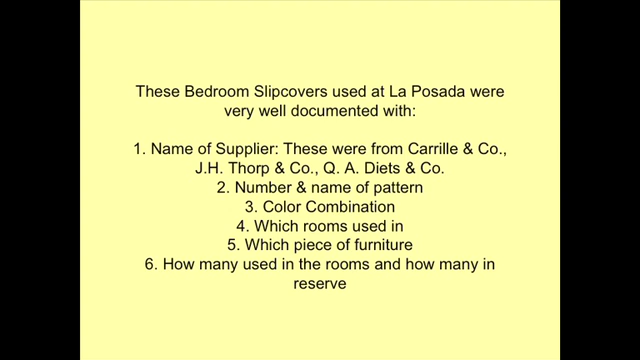 These Bedroom Slipcovers used at La Posada were
very well documented with:
1. Name of Supplier: These were from Carrille & Co.,
J.H. Thorp & Co., Q. A. Diets & Co.
2. Number & name of pattern
3. Color Combination
4. Which rooms used in
5. Which piece of furniture
6. How many used in the rooms and how many in
reserve